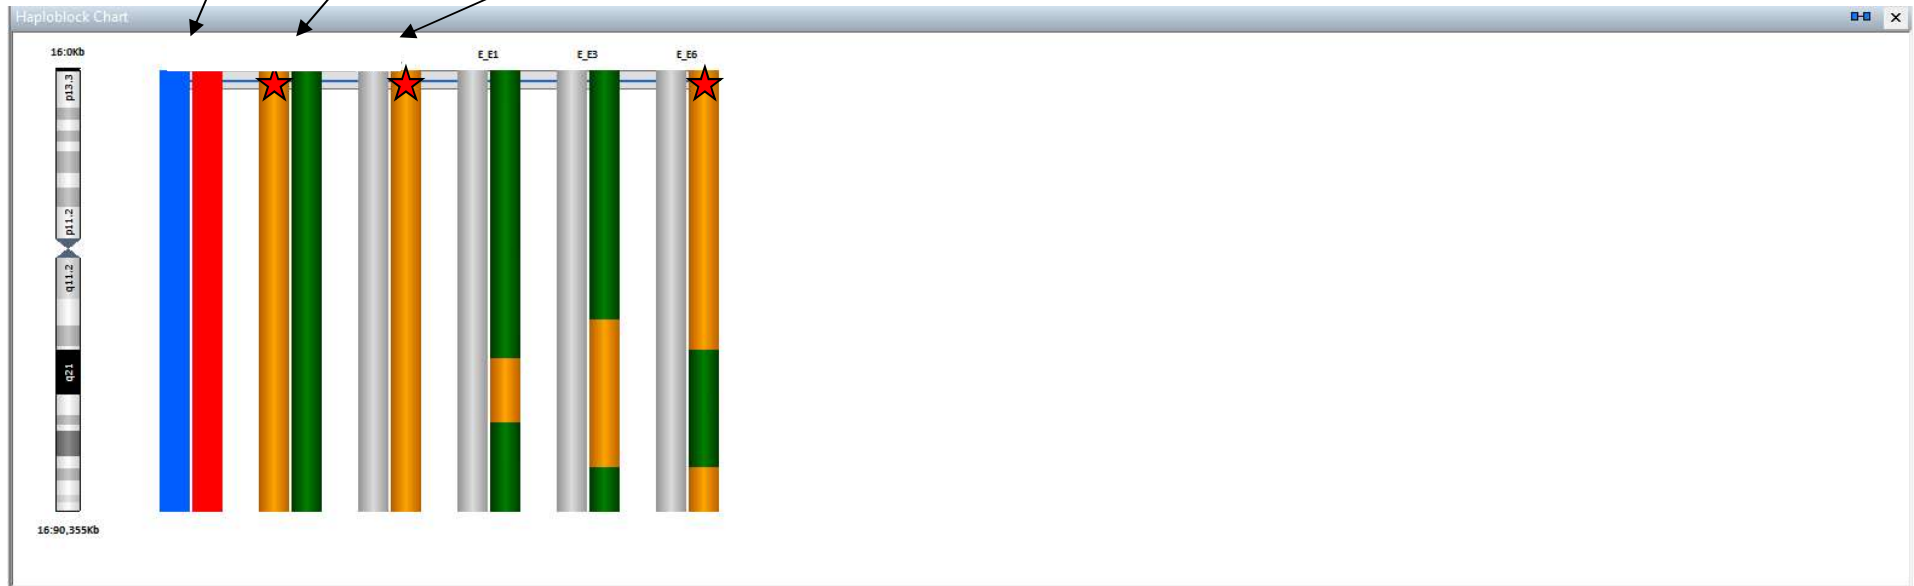 Haploblock Chart
16:0Kb
E_E1
E_E3
E_E6
p13.3
p11.2
q11.2
q21
16:90,355Kb